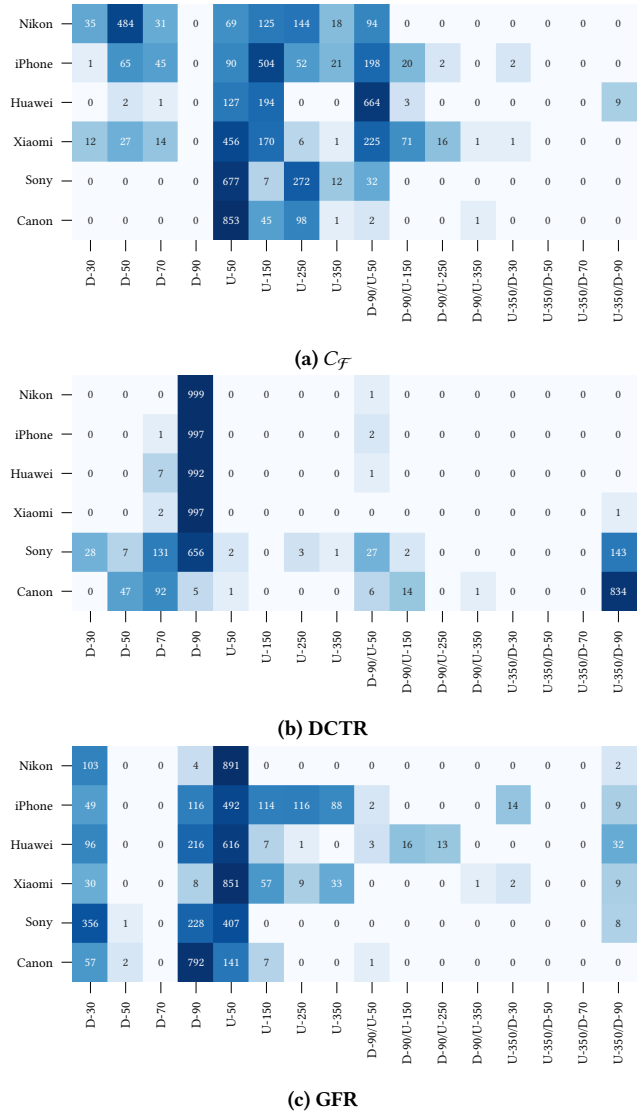 Nikon 35 484 31 0 69 125 144 18 94 0 0 0 0 0 0 0
iPhone 1 65 45 0 90 504 52 21 198 20 2 0 2 0 0 0
Huawei 0 2 1 0 127 194 0 0 664 3 0 0 0 0 0 9
Xiaomi 12 27 14 0 456 170 6 1 225 71 16 1 1 0 0 0
Sony 0 0 0 0 677 7 272 12 32 0 0 0 0 0 0 0
Canon 0 0 0 0 853 45 98 1 2 0 0 1 0 0 0 0
D-30 D-50 D-70 D-90 U-50 U-150 U-250 U-350 D-90/U-50 D-90/U-150 D-90/U-250 D-90/U-350 U-350/D-30 U-350/D-50 U-350/D-70 U-350/D-90
(a) C_F
Nikon 0 0 0 999 0 0 0 0 1 0 0 0 0 0 0 0
iPhone 0 0 1 997 0 0 0 0 2 0 0 0 0 0 0 0
Huawei 0 0 7 992 0 0 0 0 1 0 0 0 0 0 0 0
Xiaomi 0 0 2 997 0 0 0 0 0 0 0 0 0 0 0 1
Sony 28 7 131 656 2 0 3 1 27 2 0 0 0 0 0 143
Canon 0 47 92 5 1 0 0 0 6 14 0 1 0 0 0 834
D-30 D-50 D-70 D-90 U-50 U-150 U-250 U-350 D-90/U-50 D-90/U-150 D-90/U-250 D-90/U-350 U-350/D-30 U-350/D-50 U-350/D-70 U-350/D-90
(b) DCTR
Nikon 103 0 0 4 891 0 0 0 0 0 0 0 0 0 0 2
iPhone 49 0 0 116 492 114 116 88 2 0 0 0 14 0 0 9
Huawei 96 0 0 216 616 7 1 0 3 16 13 0 0 0 0 32
Xiaomi 30 0 0 8 851 57 9 33 0 0 0 1 2 0 0 9
Sony 356 1 0 228 407 0 0 0 0 0 0 0 0 0 0 8
Canon 57 2 0 792 141 7 0 0 1 0 0 0 0 0 0 0
D-30 D-50 D-70 D-90 U-50 U-150 U-250 U-350 D-90/U-50 D-90/U-150 D-90/U-250 D-90/U-350 U-350/D-30 U-350/D-50 U-350/D-70 U-350/D-90
(c) GFR